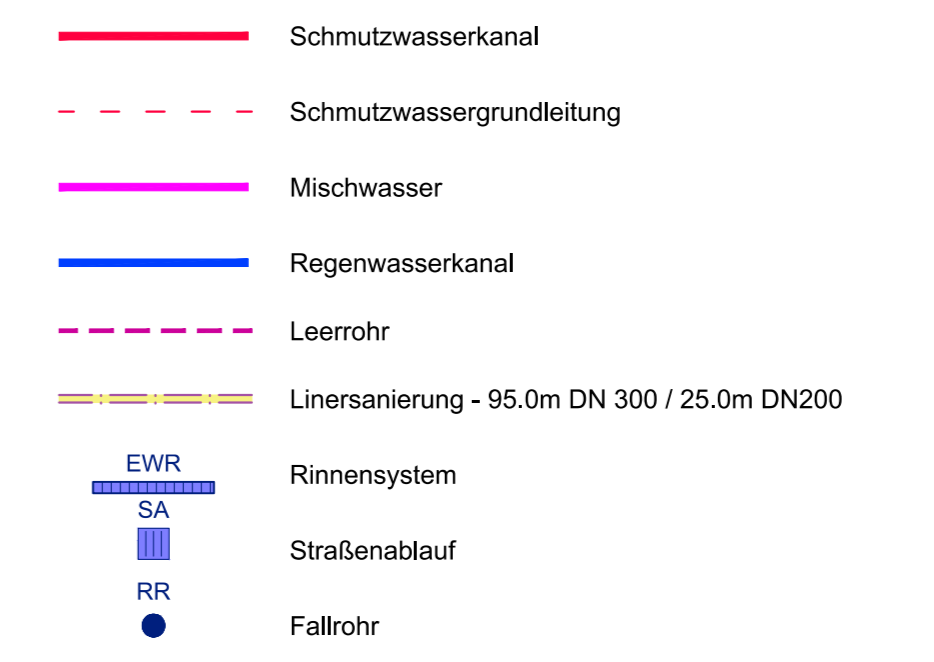 Schmutzwasserkanal
Schmutzwassergrundleitung
Mischwasser
Regenwasserkanal
Leerrohr
Linersanierung - 95.0m DN 300 / 25.0m DN200
EWR
Rinnensystem
SA
Straßenablauf
RR
Fallrohr